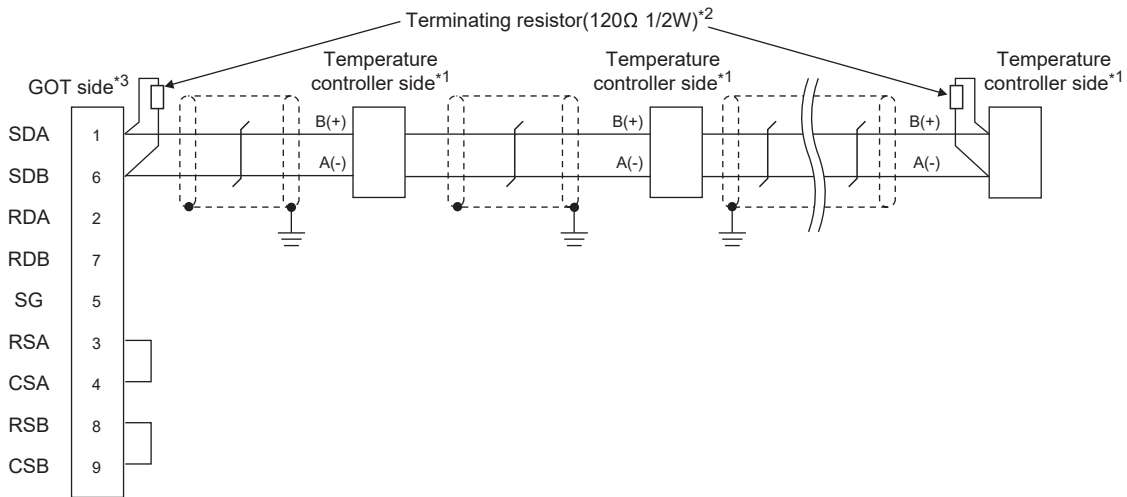 Terminating resistor(120Ω 1/2W)*2
GOT side*3
Temperature
controller side*1
Temperature
controller side*1
Temperature
controller side*1
SDA 1 B(+) B(+) B(+)
SDB 6 A(-) A(-) A(-)
RDA 2
RDB 7
SG 5
RSA 3
CSA 4
RSB 8
CSB 9